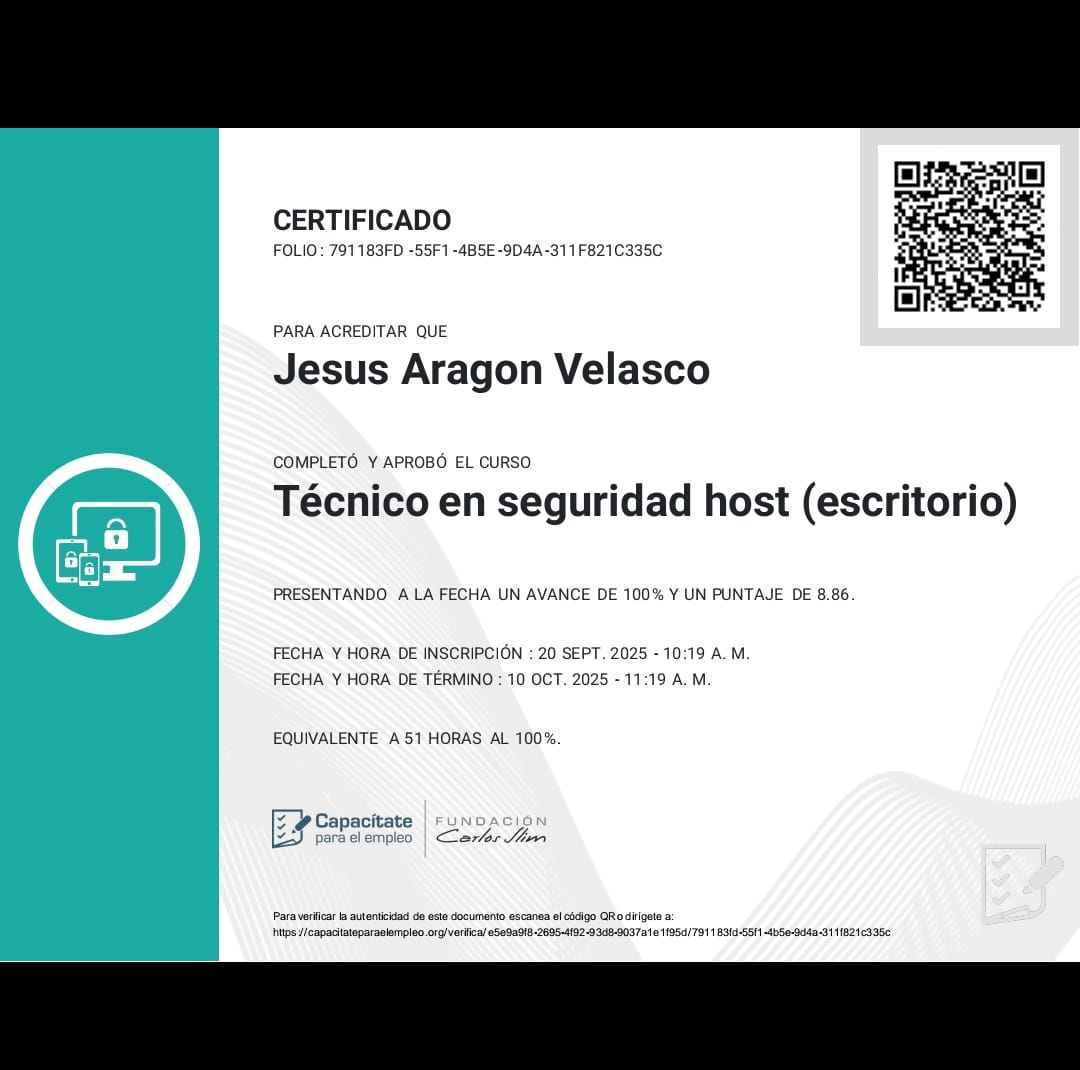 CERTIFICADO
FOLIO : 791183FD -55F1-4B5E-9D4A-311F821C335C
PARA ACREDITAR QUE
Jesus Aragon Velasco
COMPLETÓ Y APROBÓ EL CURSO
Técnico en seguridad host (escritorio)
PRESENTANDO A LA FECHA UN AVANCE DE 100% Y UN PUNTAJE DE 8.86.
FECHA Y HORA DE INSCRIPCIÓN : 20 SEPT. 2025 - 10:19 A. M.
FECHA Y HORA DE TÉRMINO : 10 OCT. 2025 - 11:19 A. M.
EQUIVALENTE A 51 HORAS AL 100%.
Capacítate
para el empleo
FUNDACIÓN
Carlos Slim
Para verificar la autenticidad de este documento escanea el código QR o dirígete a:
https://capacitateparaelempleo.org/verifica/e5e9a9f8-2695-4f92-93d8-9037a1e1f95d/791183fd-55f1-4b5e-9d4a-311f821c335c